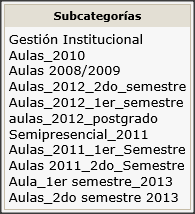 Subcategorías
Gestión Institucional
Aulas_2010
Aulas 2008/2009
Aulas_2012_2do_semestre
Aulas_2012_1er_semestre
aulas_2012_postgrado
Semipresencial_2011
Aulas_2011_1er_Semestre
Aulas 2011_2do_Semestre
Aula_1er semestre_2013
Aulas_2do semestre 2013